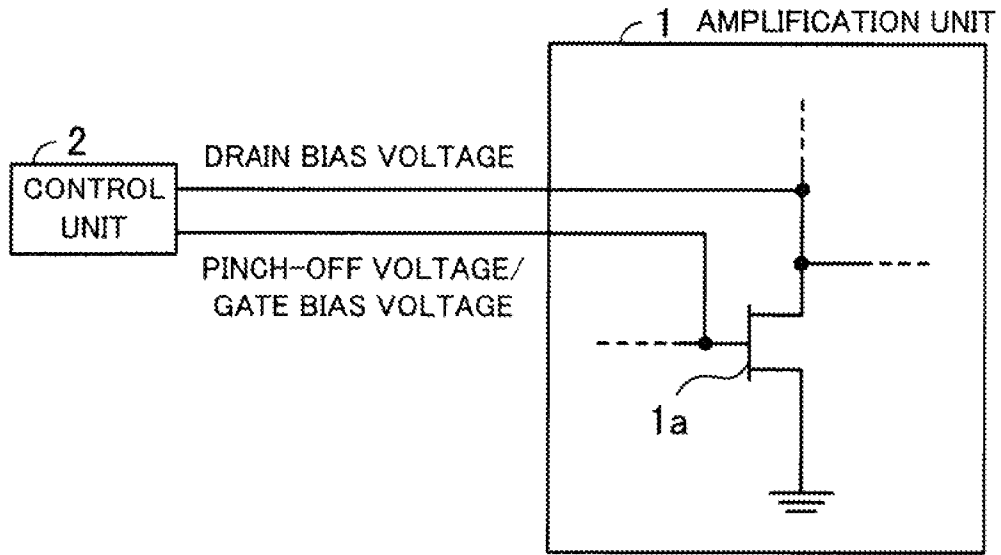 1 AMPLIFICATION UNIT
2
DRAIN BIAS VOLTAGE
CONTROL
UNIT
PINCH-OFF VOLTAGE/
GATE BIAS VOLTAGE
1a